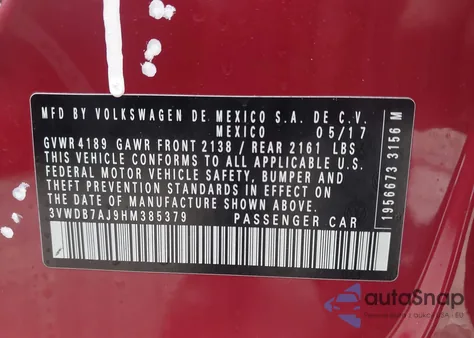 MFD BY VOLKSWAGEN DE MEXICO S.A. DE C.V.
MEXICO 05/17
GVWR 4189 GAWR FRONT 2138 / REAR 2161 LBS
THIS VEHICLE CONFORMS TO ALL APPLICABLE U.S.
FEDERAL MOTOR VEHICLE SAFETY, BUMPER AND
THEFT PREVENTION STANDARDS IN EFFECT ON
THE DATE OF MANUFACTURE SHOWN ABOVE.
3VWDB7AJ9HM385379 PASSENGER CAR
1956673 3156 M
autoSnap